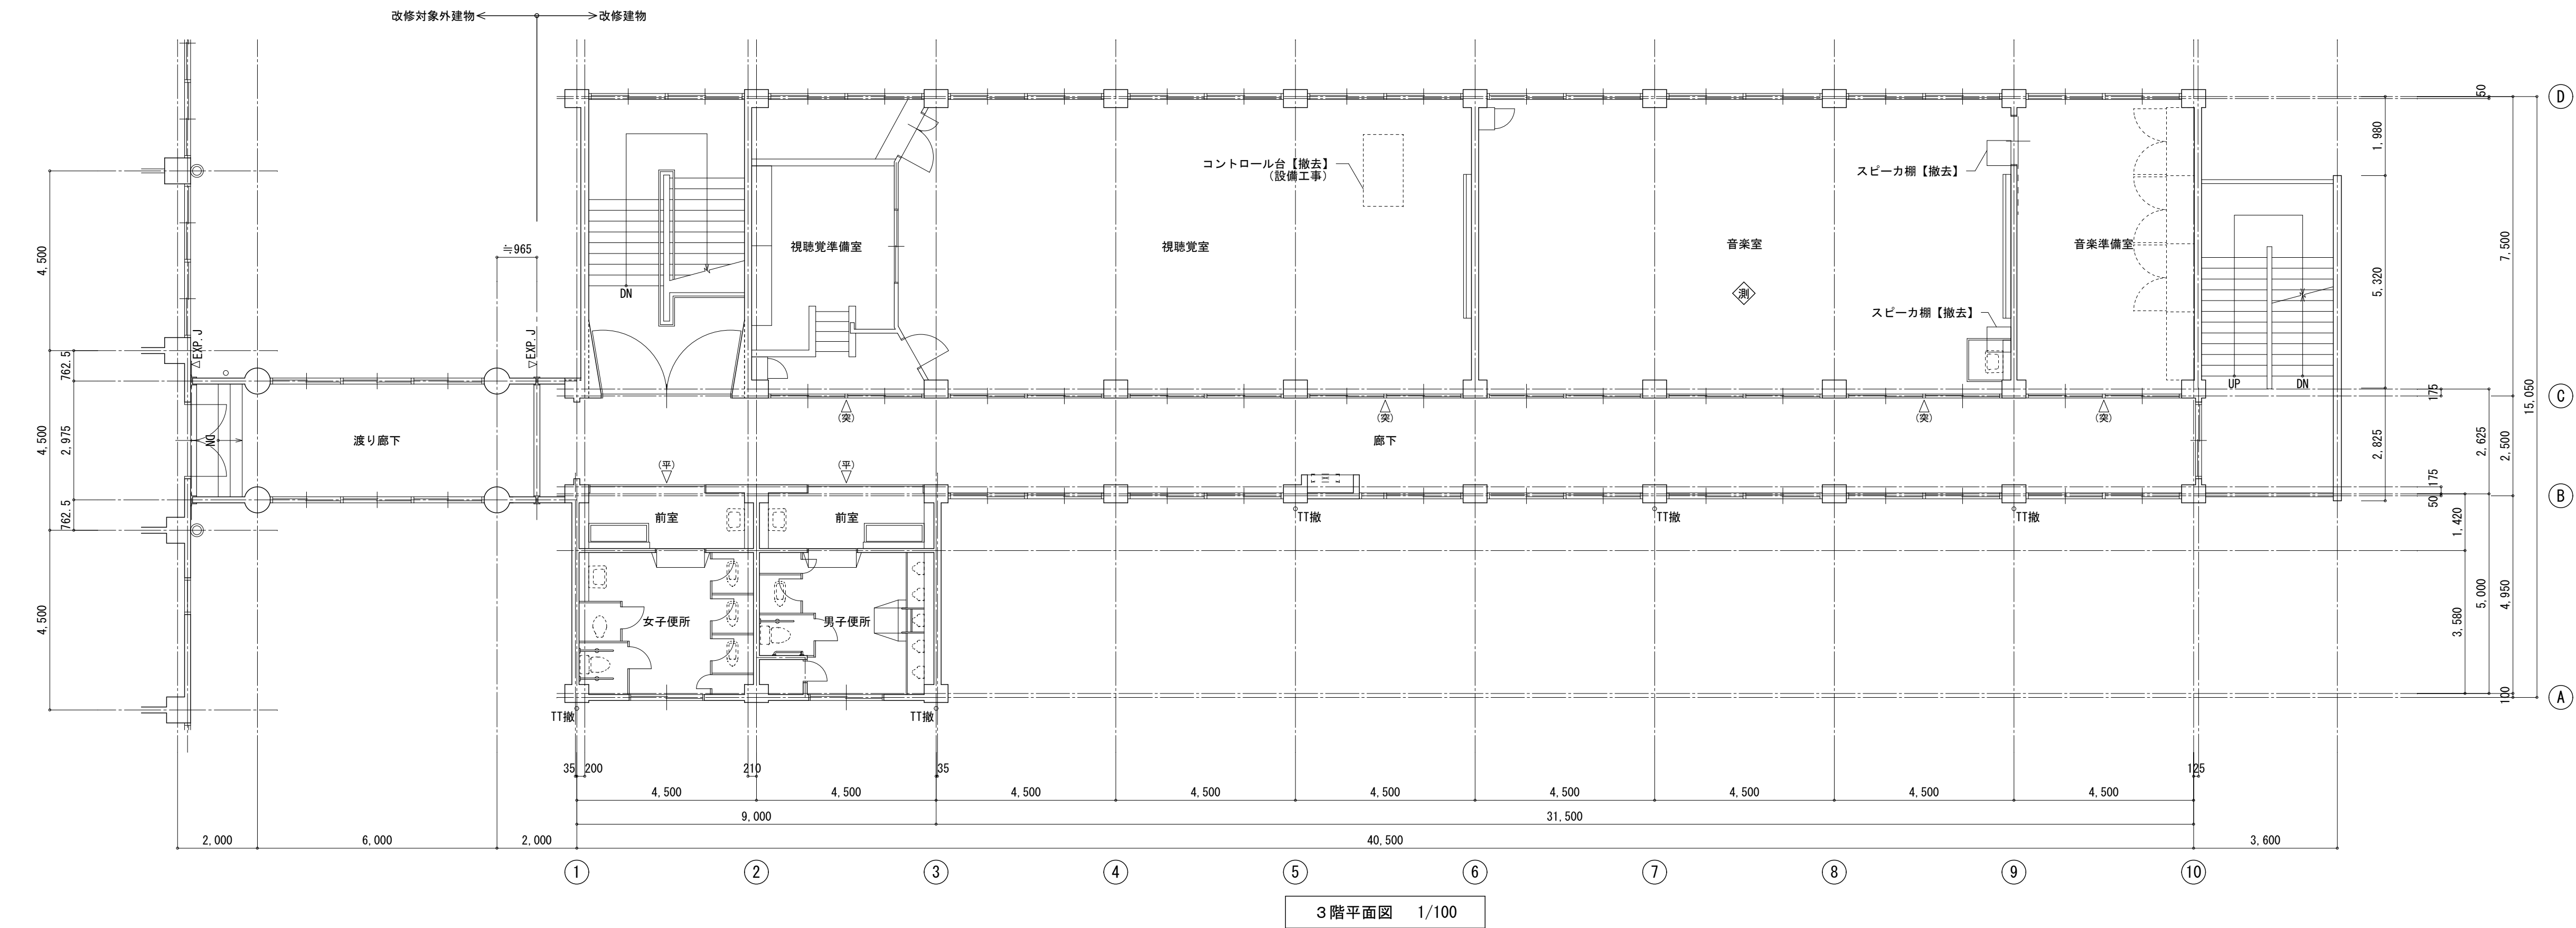 改修対象外建物
改修建物
50
D
1,980
コントロール台【撤去】
(設備工事)
スピーカ棚【撤去】
4,500
≒965
視聴覚準備室
視聴覚室
音楽室
音楽準備室
7,500
5,320
DN
測
スピーカ棚【撤去】
EXP.J
EXP.J
762.5
UP
DN
175
15,050
C
(突)
(突)
(突)
(突)
4,500
2,975
DN
渡り廊下
廊下
2,825
2,625
2,500
(平)
(平)
175
B
762.5
前室
前室
TT撤
TT撤
TT撤
50
1,420
4,500
女子便所
男子便所
3,580
5,000
4,950
100
A
TT撤
TT撤
35
200
210
35
125
4,500
4,500
4,500
4,500
4,500
4,500
4,500
4,500
4,500
9,000
31,500
2,000
6,000
2,000
40,500
3,600
1
2
3
4
5
6
7
8
9
10
3階平面図 1/100